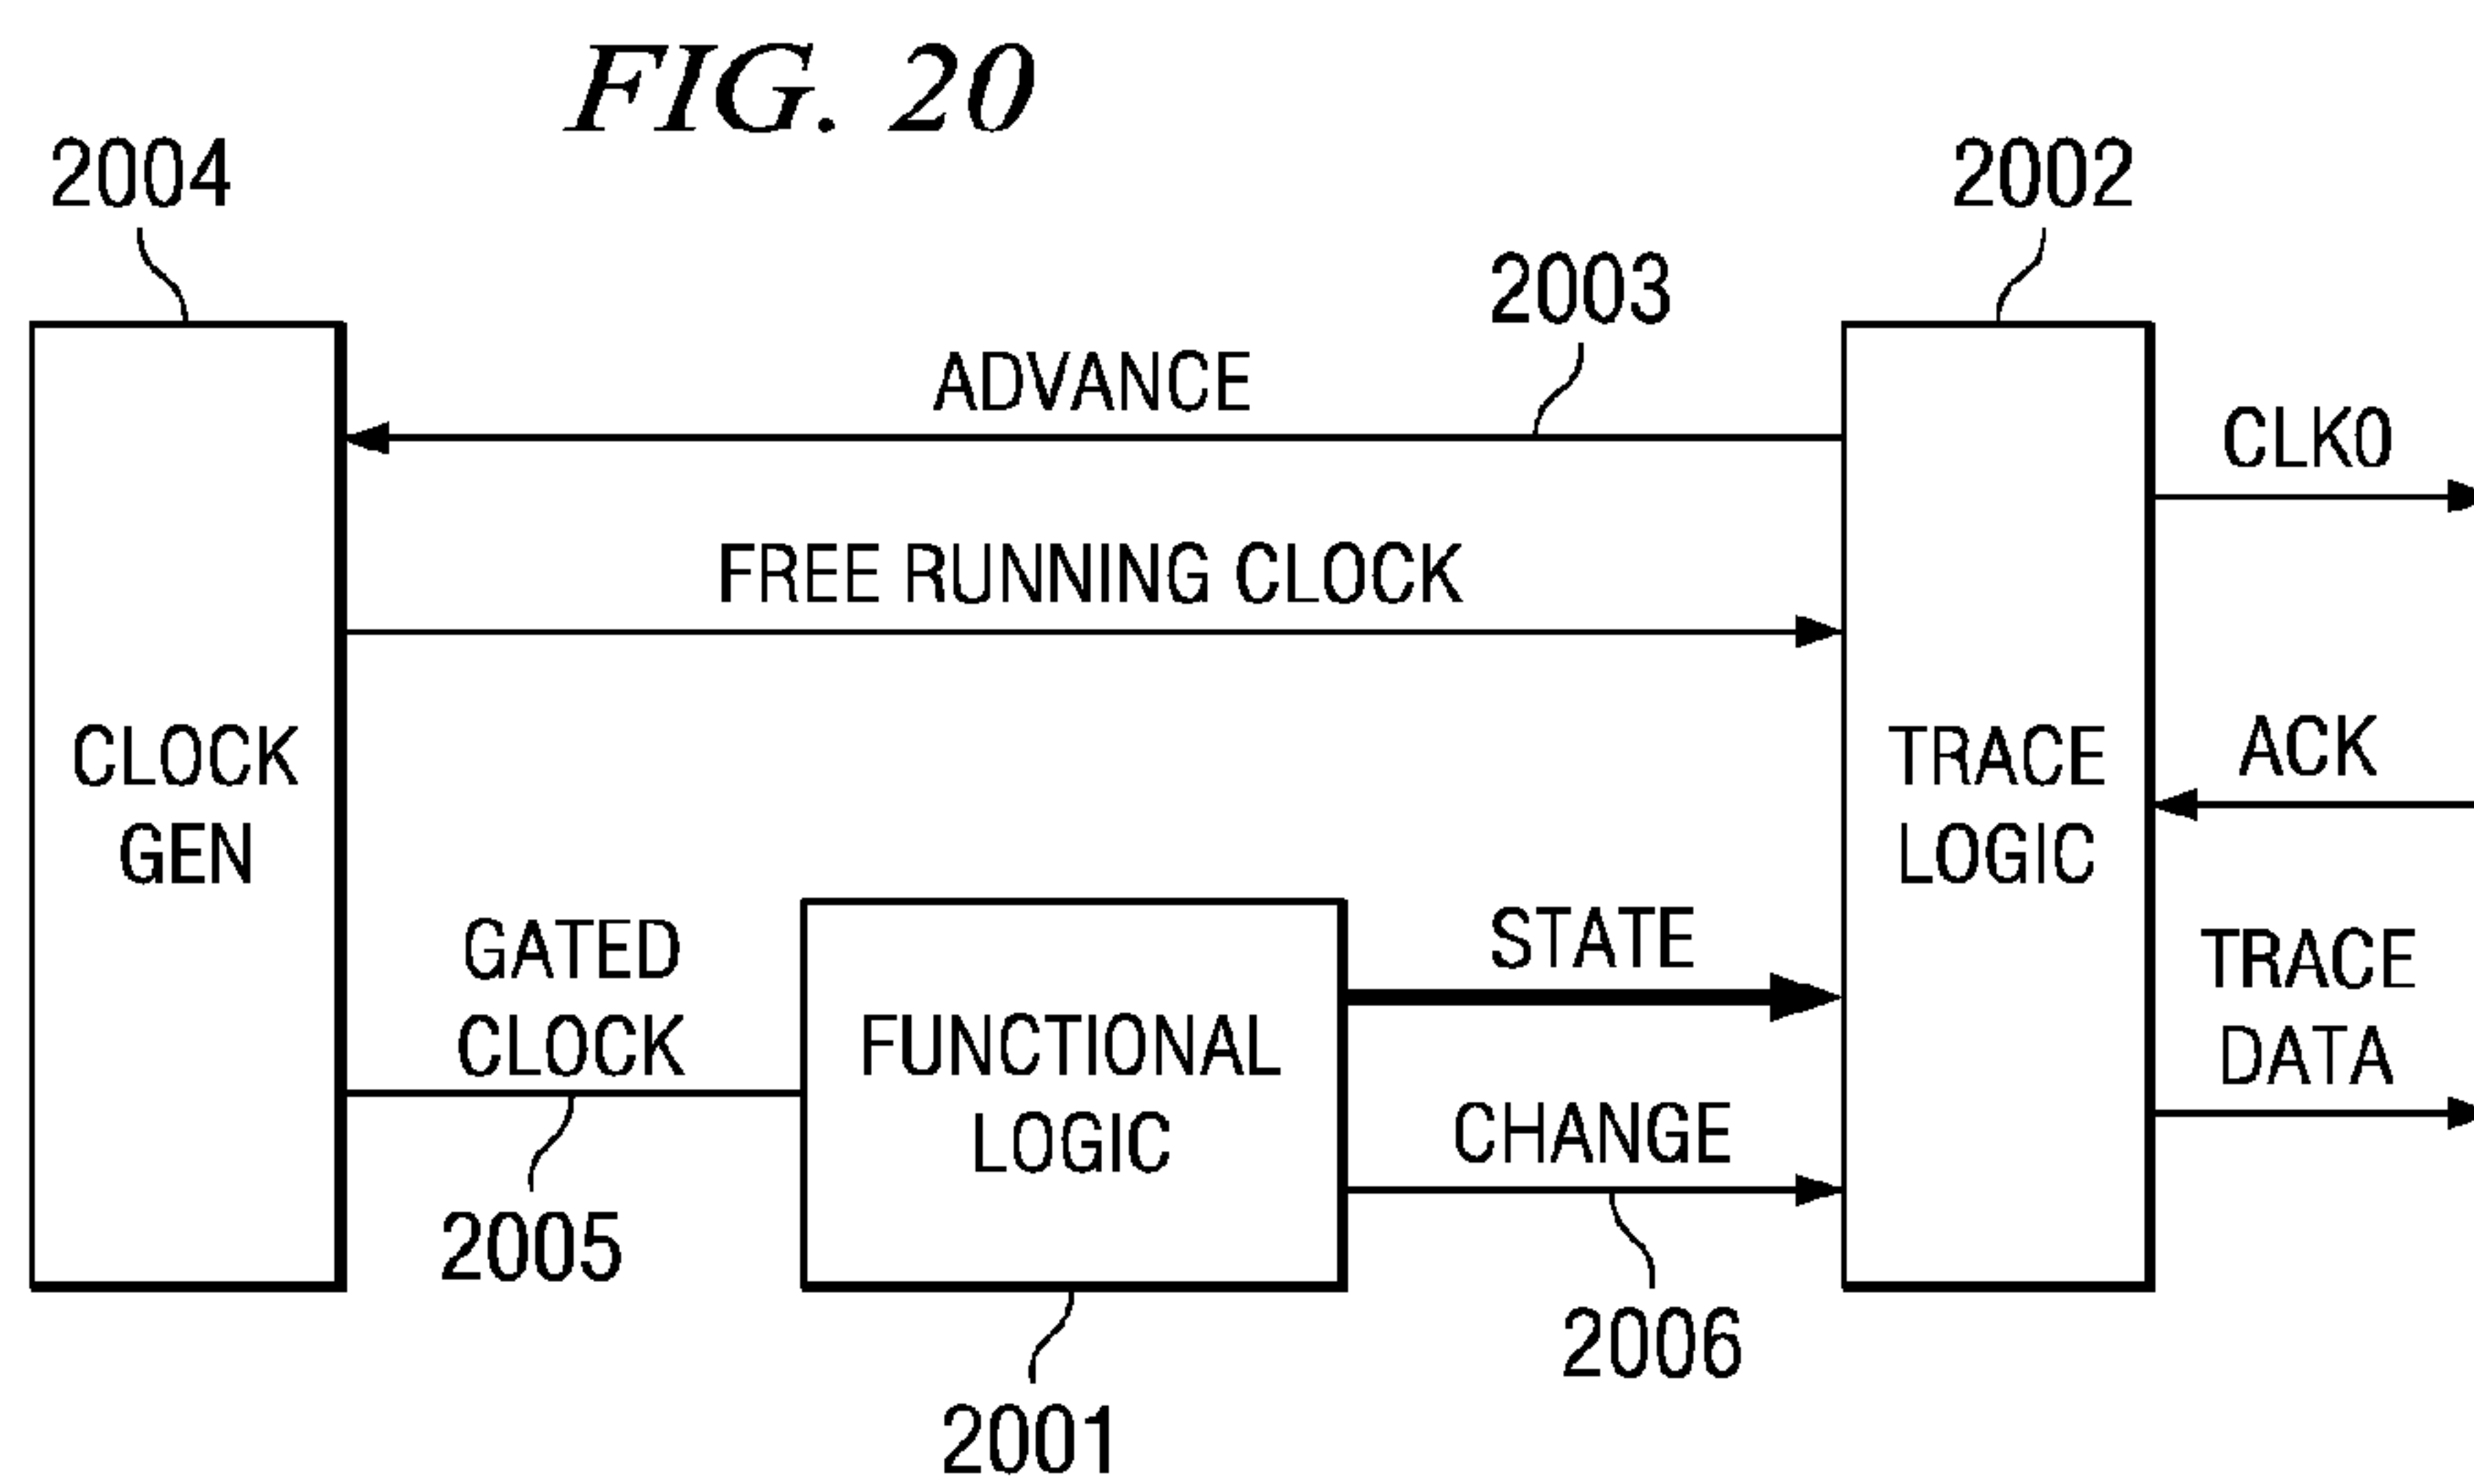 FIG. 20
2004
2002
2003
ADVANCE
CLK0
FREE RUNNING CLOCK
CLOCK
GEN
TRACE
LOGIC
ACK
GATED
CLOCK
FUNCTIONAL
LOGIC
STATE
TRACE
DATA
CHANGE
2005
2006
2001